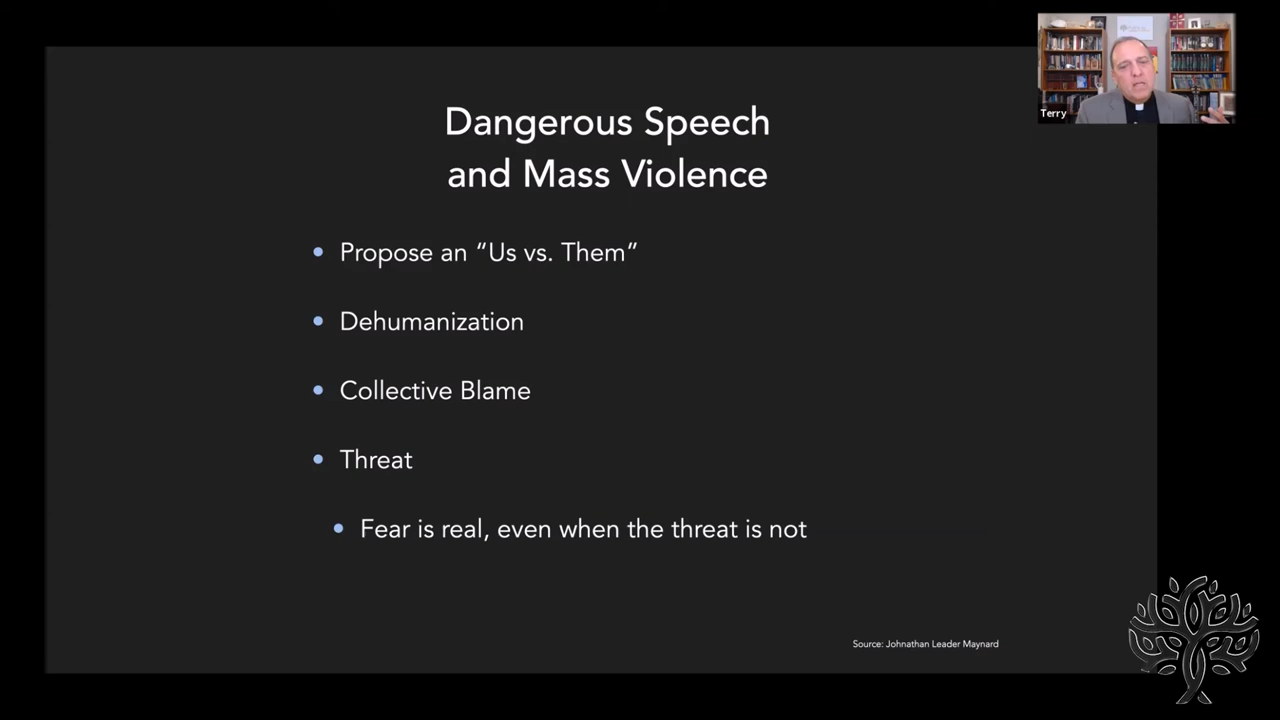 Dangerous Speech
and Mass Violence
• Propose an “Us vs. Them”
• Dehumanization
• Collective Blame
• Threat
• Fear is real, even when the threat is not
Source: Johnathan Leader Maynard
Terry